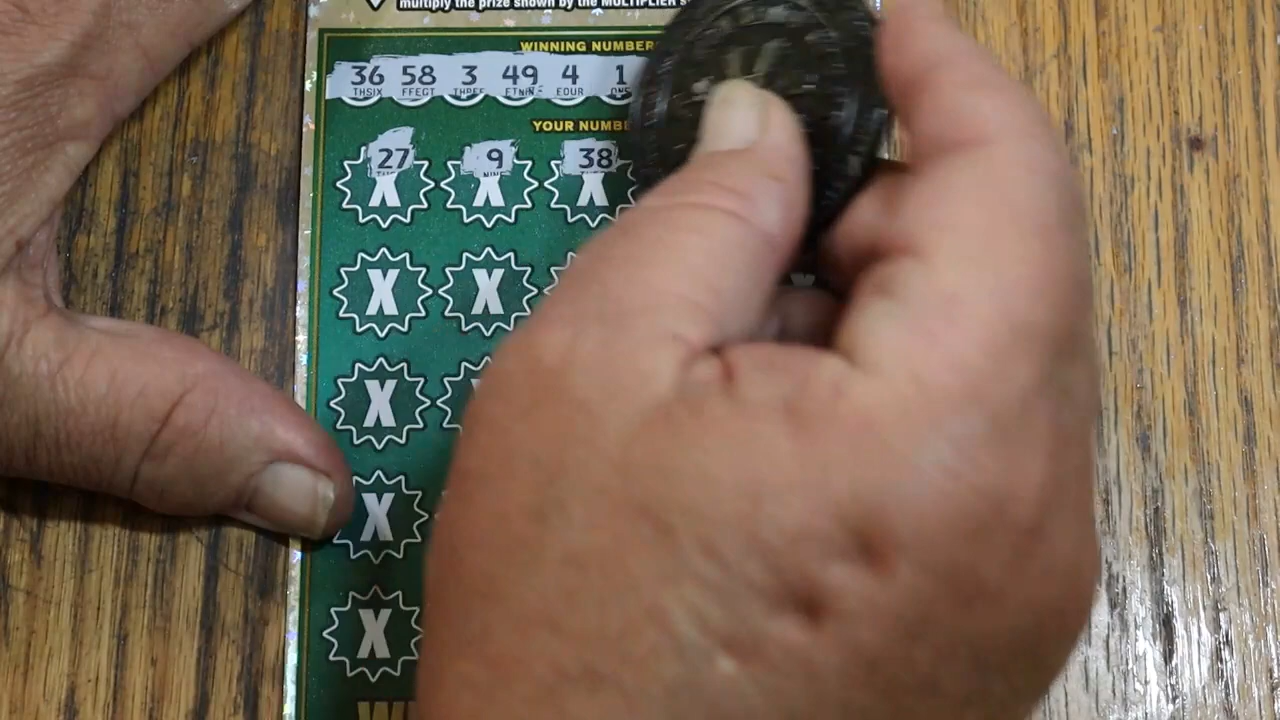 multiply the prize shown by the MULTIPLIER
WINNING NUMBER
36 58 3 49 4 1
THSIX FFEGT THREE FTNIN FOUR ONE
YOUR NUMBE
27 9 38
X X X
X X
X
X
X